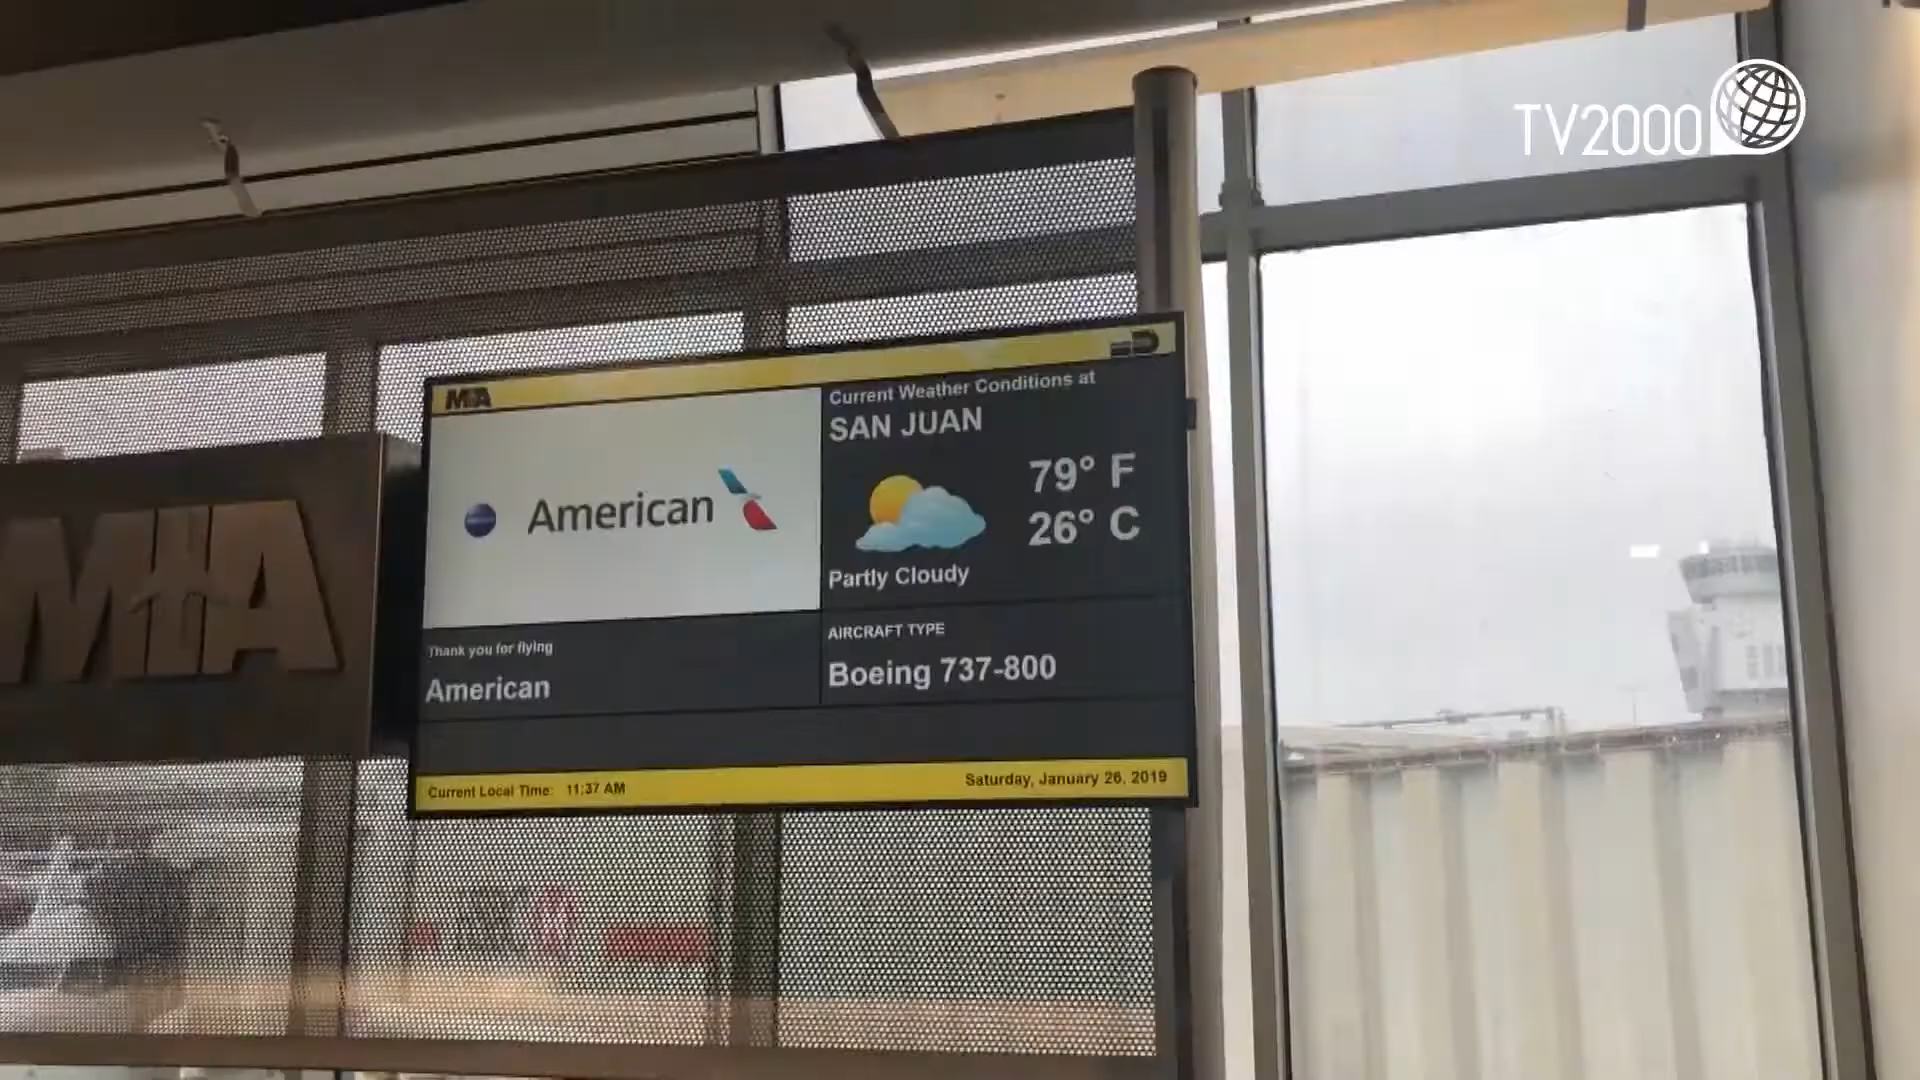 TV2000
MIA
D
Current Weather Conditions at
SAN JUAN
American
79° F
26° C
Partly Cloudy
MIA
Thank you for flying
American
AIRCRAFT TYPE
Boeing 737-800
Current Local Time: 11:37 AM
Saturday, January 26, 2019